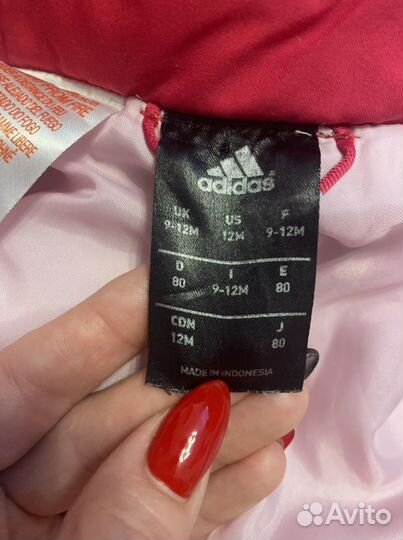 adidas
UK US F
9-12M 12M 9-12M
D I E
80 9-12M 80
CDN J
12M 80
MADE IN INDONESIA
Avito